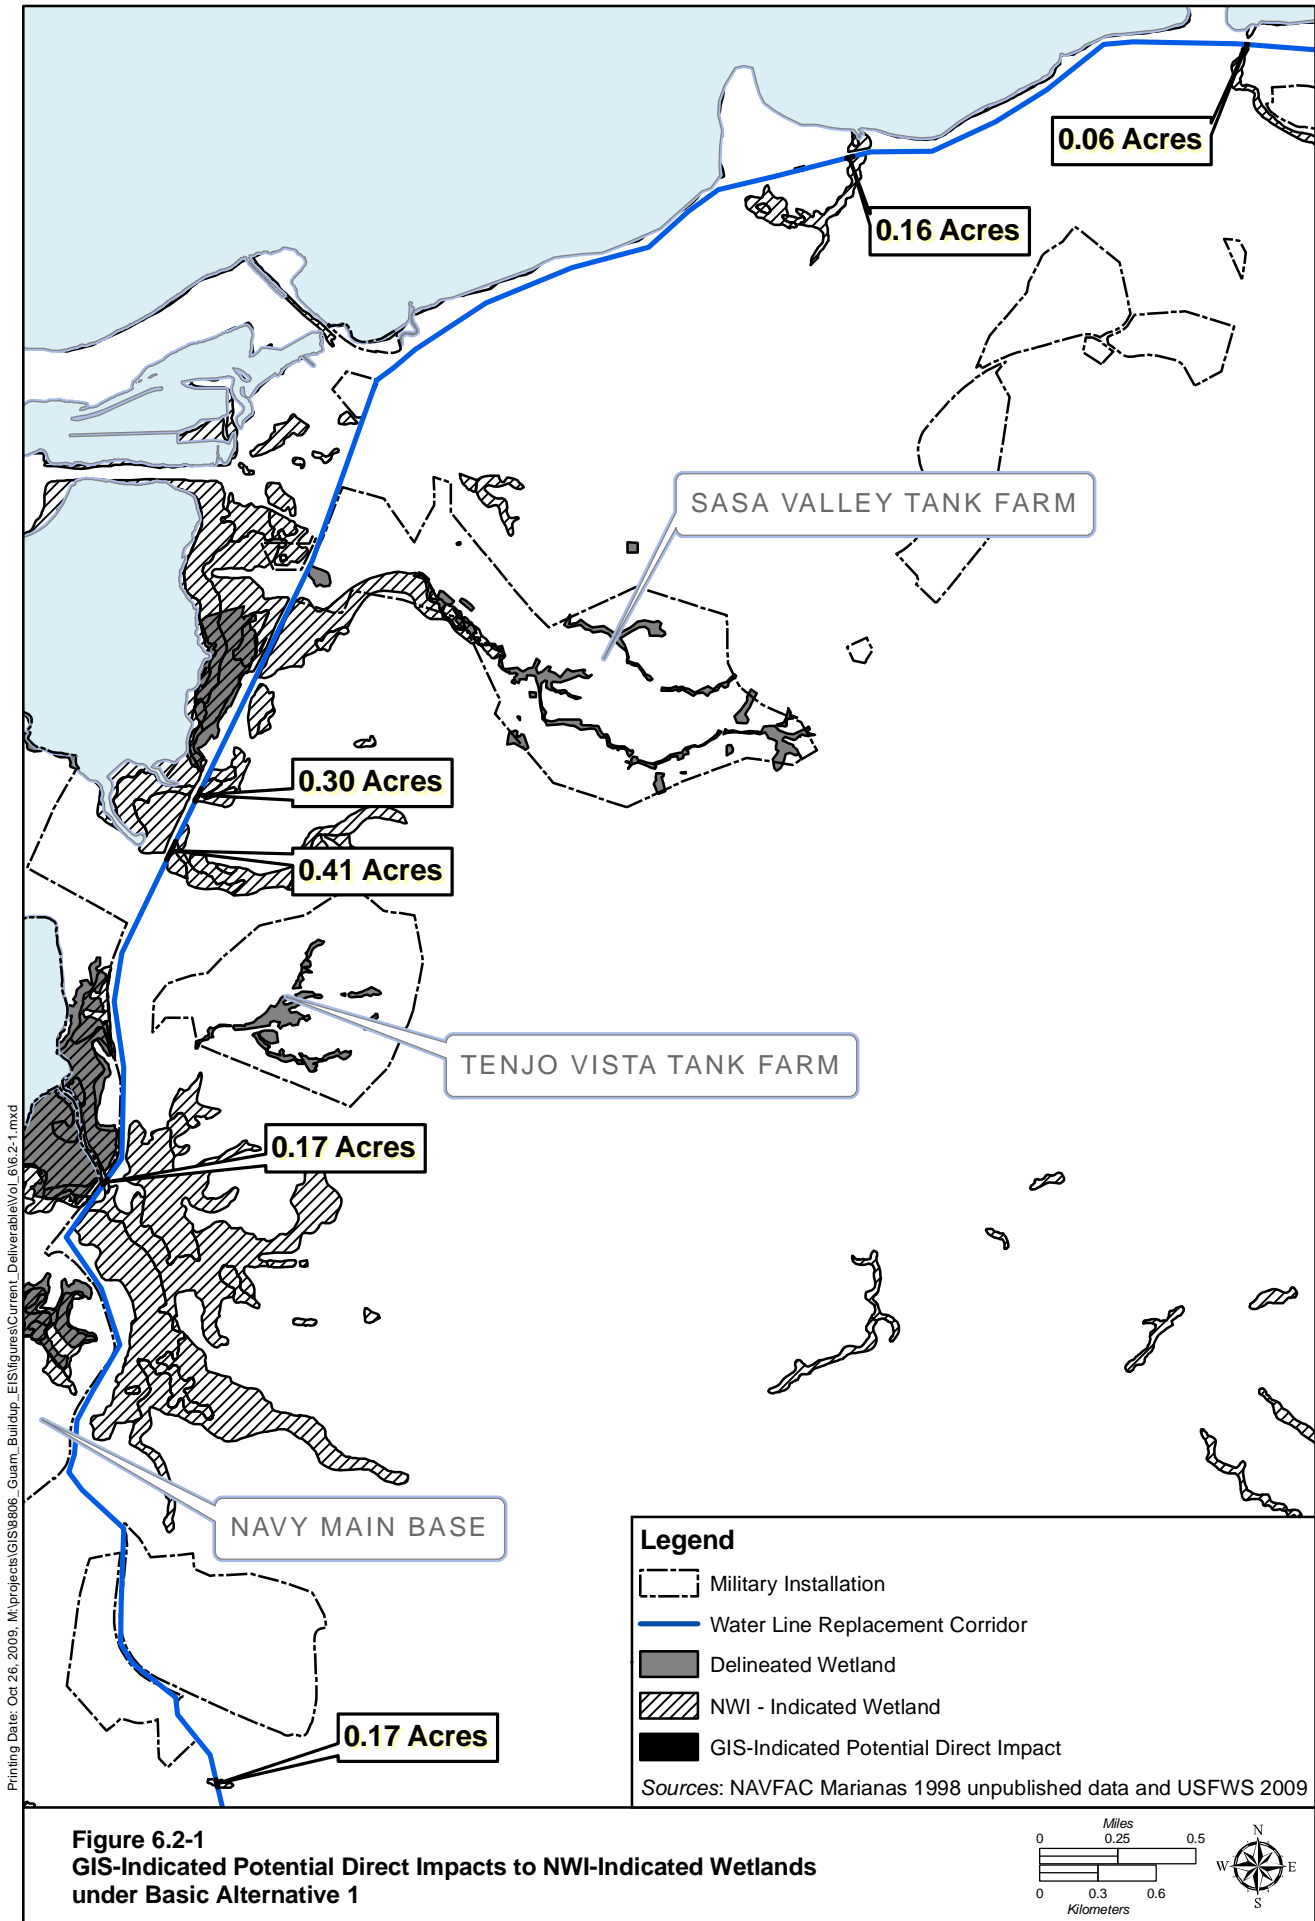 0.06 Acres
0.16 Acres
SASA VALLEY TANK FARM
0.30 Acres
0.41 Acres
TENJO VISTA TANK FARM
0.17 Acres
NAVY MAIN BASE
0.17 Acres
Legend
Military Installation
Water Line Replacement Corridor
Delineated Wetland
NWI - Indicated Wetland
GIS-Indicated Potential Direct Impact
Sources: NAVFAC Marianas 1998 unpublished data and USFWS 2009
Printing Date: Oct 26, 2009, M:\projects\GIS\8806_Guam_Buildup_EIS\figures\Current_Deliverable\Vol_6\6.2-1.mxd
Figure 6.2-1
GIS-Indicated Potential Direct Impacts to NWI-Indicated Wetlands
under Basic Alternative 1
Miles
0 0.25 0.5
0 0.3 0.6
Kilometers
N
W E
S